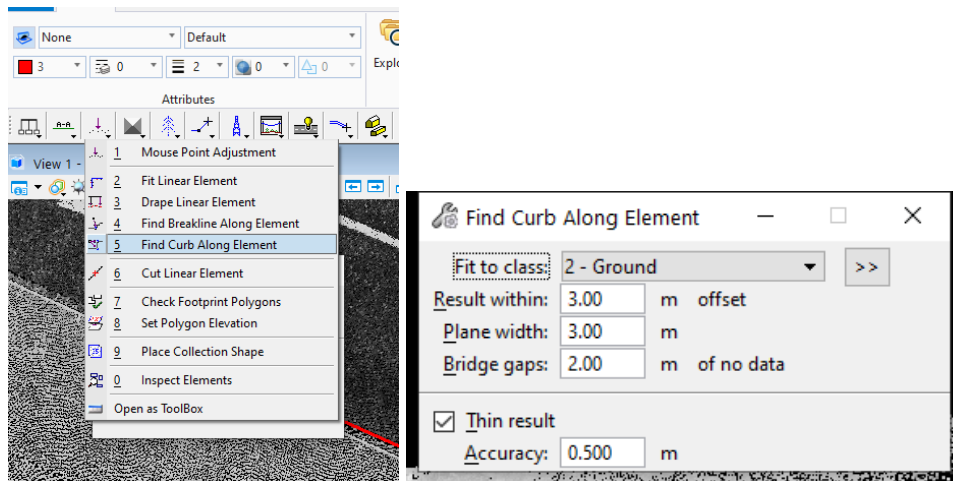 None
Default
3
0
2
0
0
Attributes
View 1 -
1 Mouse Point Adjustment
2 Fit Linear Element
3 Drape Linear Element
4 Find Breakline Along Element
5 Find Curb Along Element
6 Cut Linear Element
7 Check Footprint Polygons
8 Set Polygon Elevation
9 Place Collection Shape
0 Inspect Elements
Open as ToolBox
Find Curb Along Element
Fit to class: 2 - Ground >>
Result within: 3.00 m offset
Plane width: 3.00 m
Bridge gaps: 2.00 m of no data
Thin result
Accuracy: 0.500 m